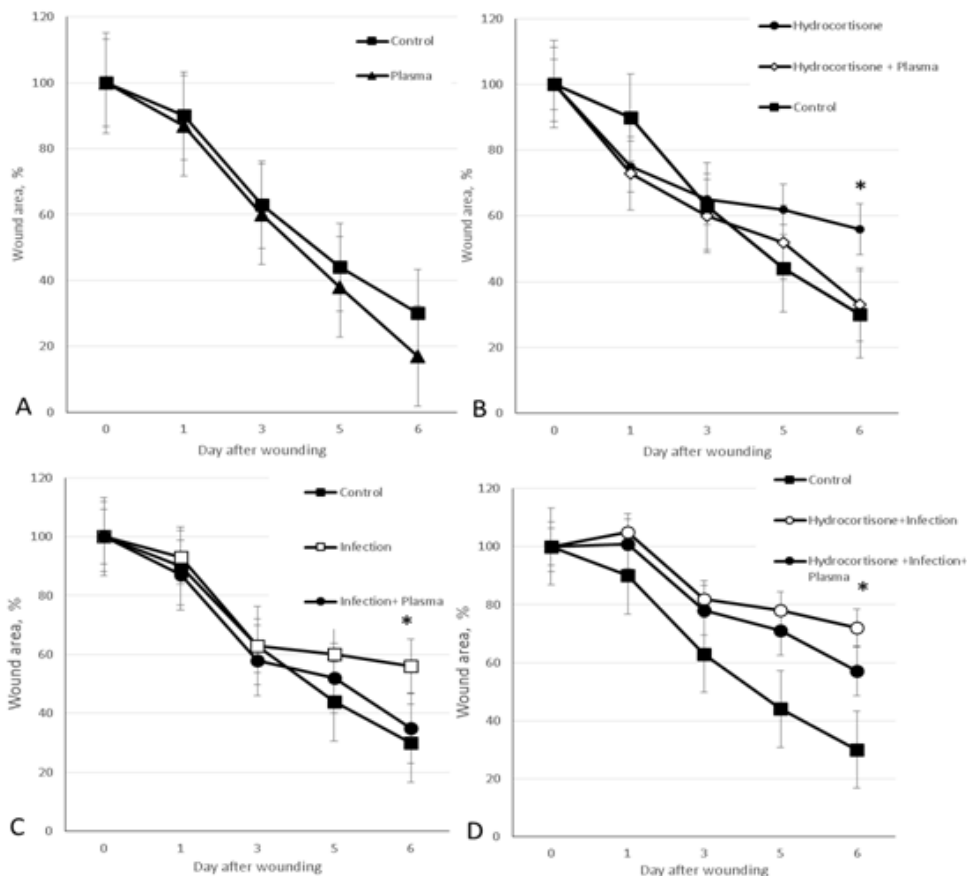 120
100
80
60
40
20
0
Wound area, %
Control
Plasma
A
0 1 3 5 6
Day after wounding
120
100
80
60
40
20
0
Wound area, %
Hydrocortisone
Hydrocortisone + Plasma
Control
*
B
0 1 3 5 6
Day after wounding
120
100
80
60
40
20
0
Wound area, %
Control
Infection
Infection+ Plasma
*
C
0 1 3 5 6
Day after wounding
120
100
80
60
40
20
0
Wound area, %
Control
Hydrocortisone+Infection
Hydrocortisone +Infection+
Plasma
*
D
0 1 3 5 6
Day after wounding